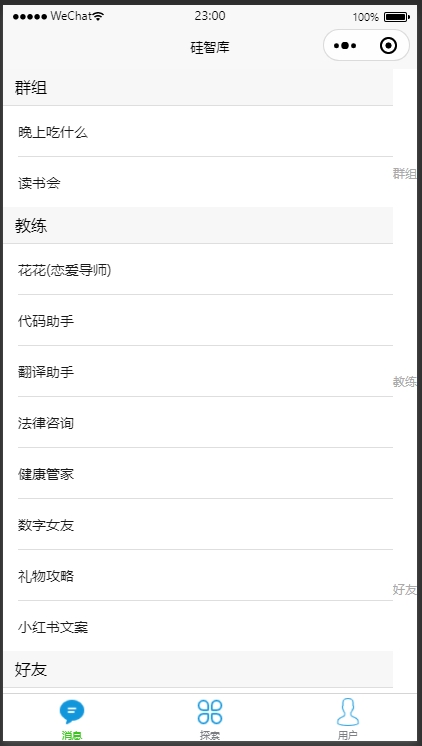 WeChat 23:00 100%
硅智库
群组
晚上吃什么
群组
读书会
教练
花花(恋爱导师)
代码助手
翻译助手
教练
法律咨询
健康管家
数字女友
礼物攻略
好友
小红书文案
好友
消息 探索 用户